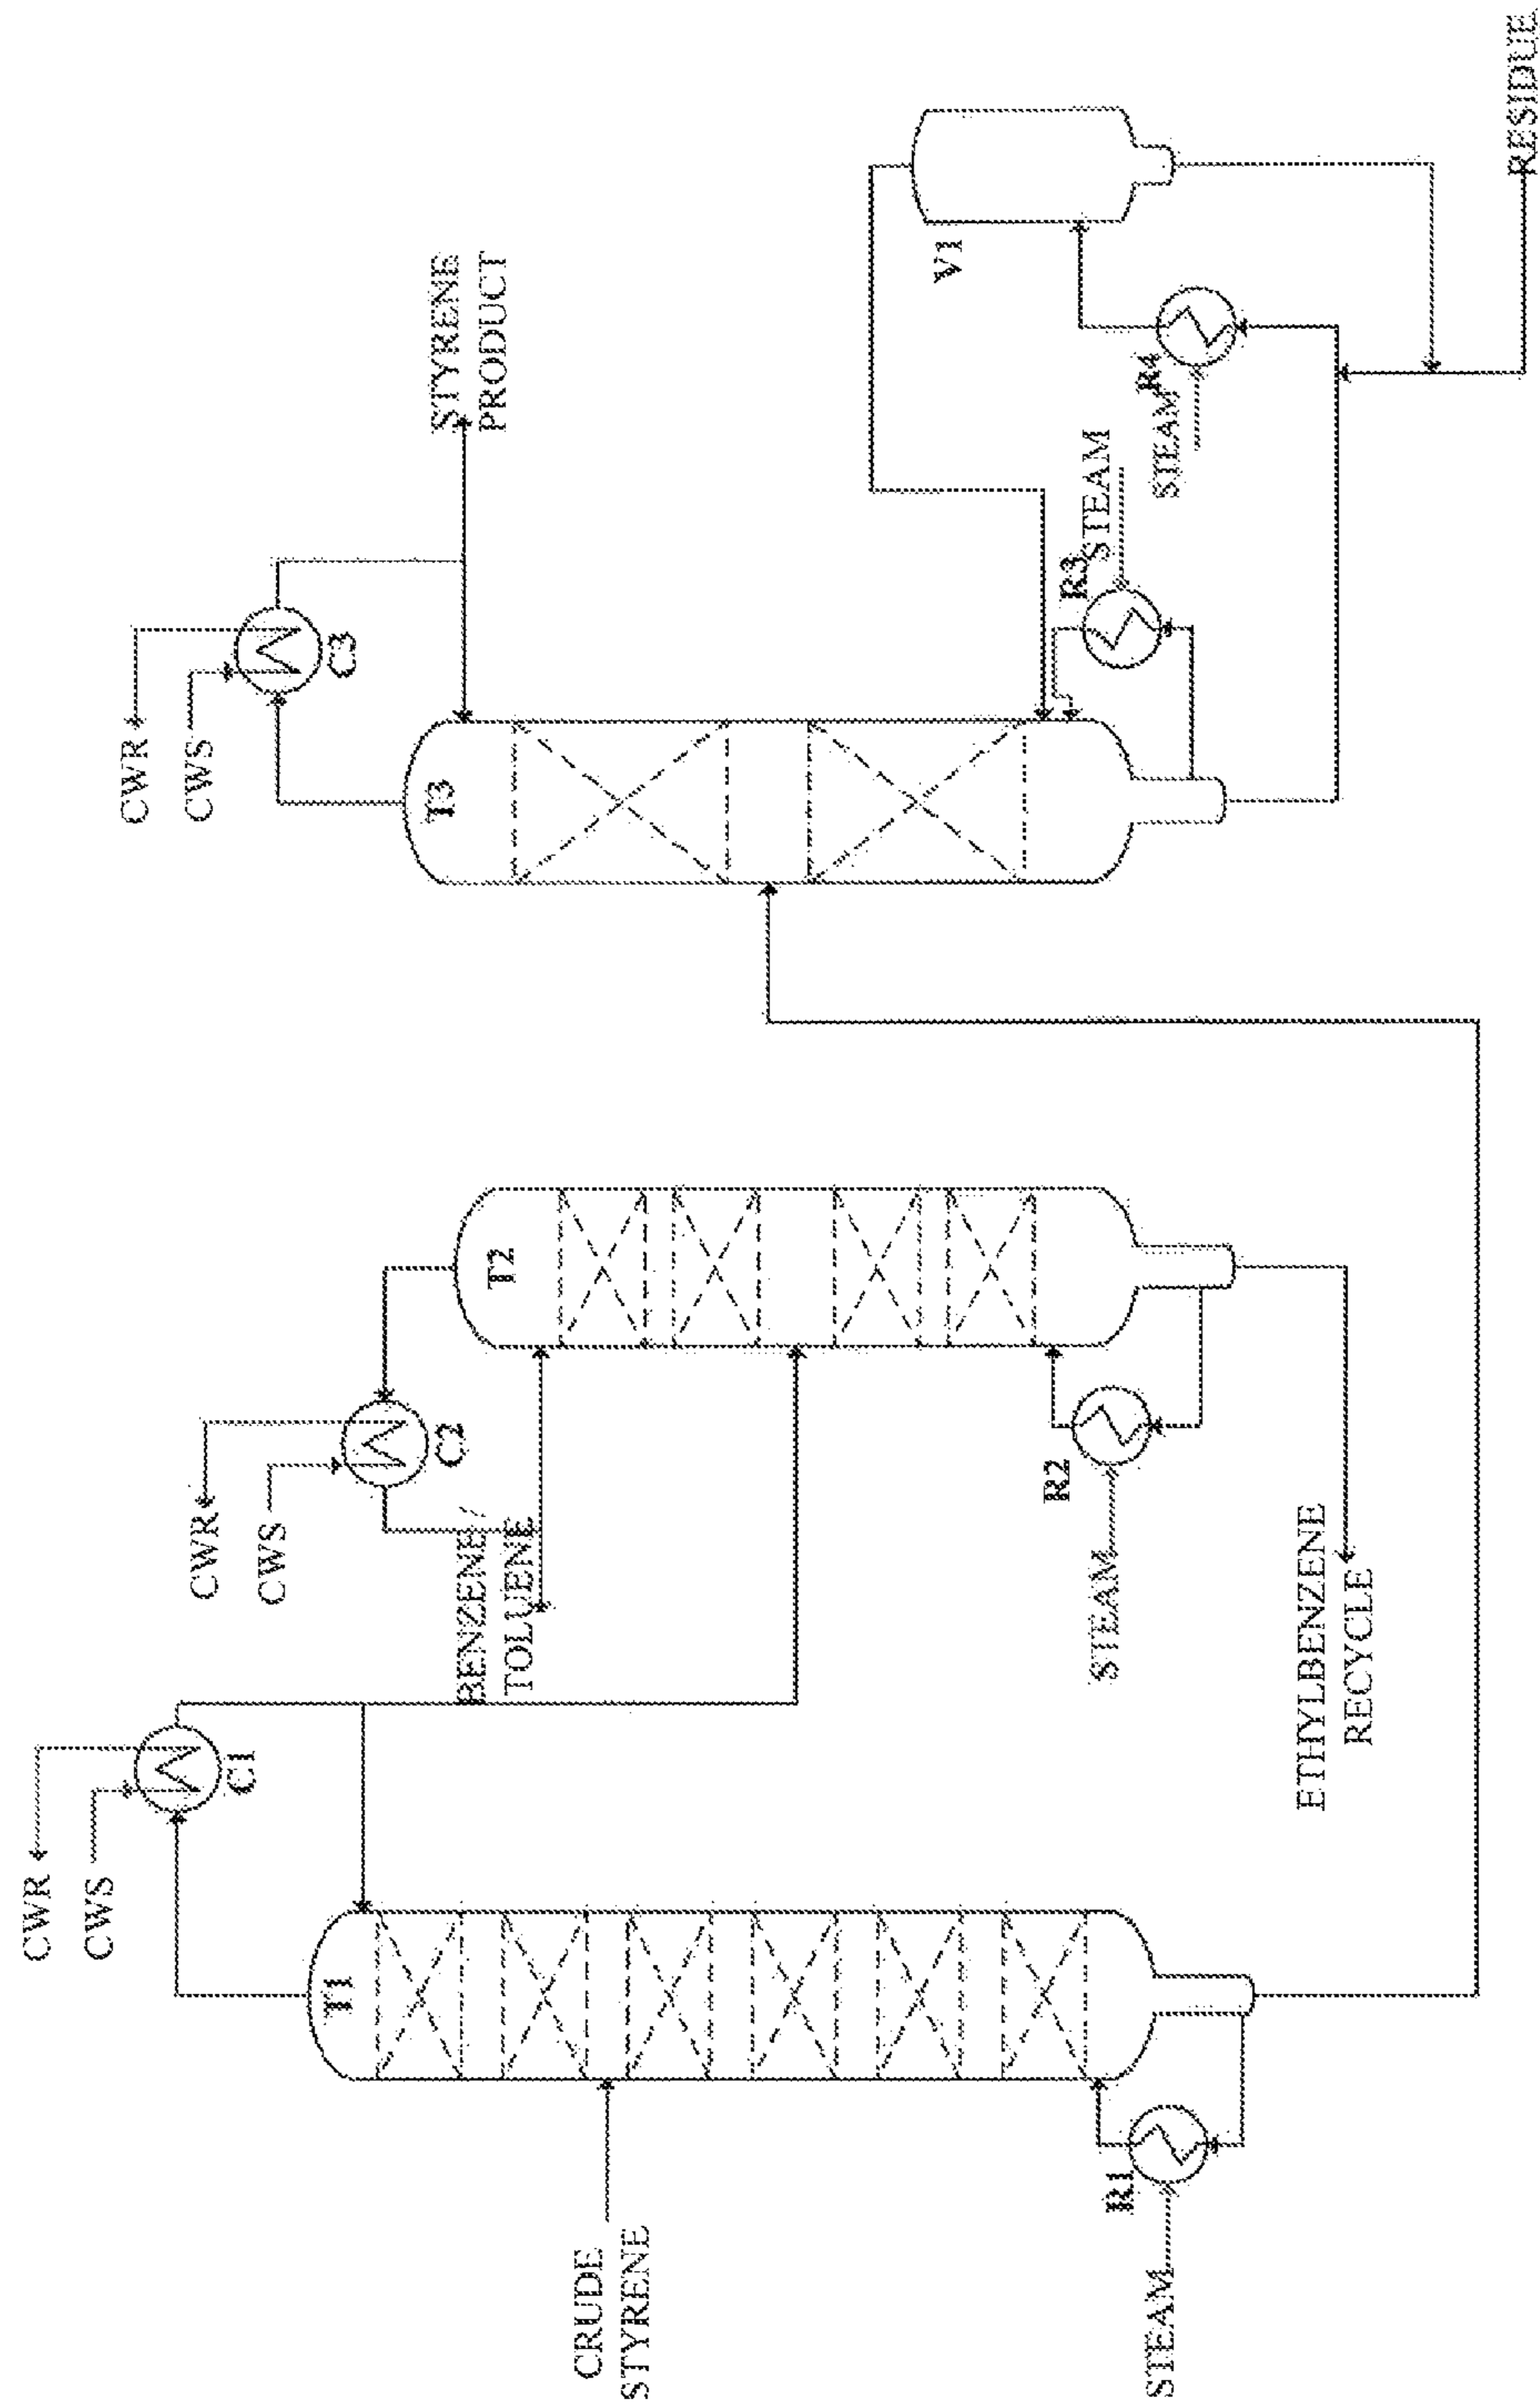 CWR
CWS
C1
T1
CRUDE
STYRENE
R1
STEAM
CWR
CWS
C2
BENZENE /
TOLUENE
T2
R2
STEAM
ETHYLBENZENE
RECYCLE
CWR
CWS
C3
T3
STYRENE
PRODUCT
R3
STEAM
V1
R4
STEAM
RESIDUE